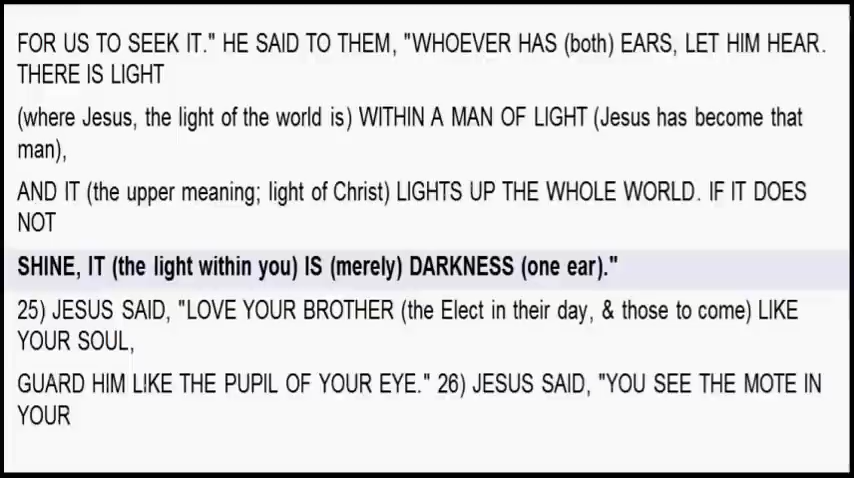 FOR US TO SEEK IT." HE SAID TO THEM, "WHOEVER HAS (both) EARS, LET HIM HEAR.
THERE IS LIGHT
(where Jesus, the light of the world is) WITHIN A MAN OF LIGHT (Jesus has become that
man),
AND IT (the upper meaning; light of Christ) LIGHTS UP THE WHOLE WORLD. IF IT DOES
NOT
SHINE, IT (the light within you) IS (merely) DARKNESS (one ear)."
25) JESUS SAID, "LOVE YOUR BROTHER (the Elect in their day, & those to come) LIKE
YOUR SOUL,
GUARD HIM LIKE THE PUPIL OF YOUR EYE." 26) JESUS SAID, "YOU SEE THE MOTE IN
YOUR